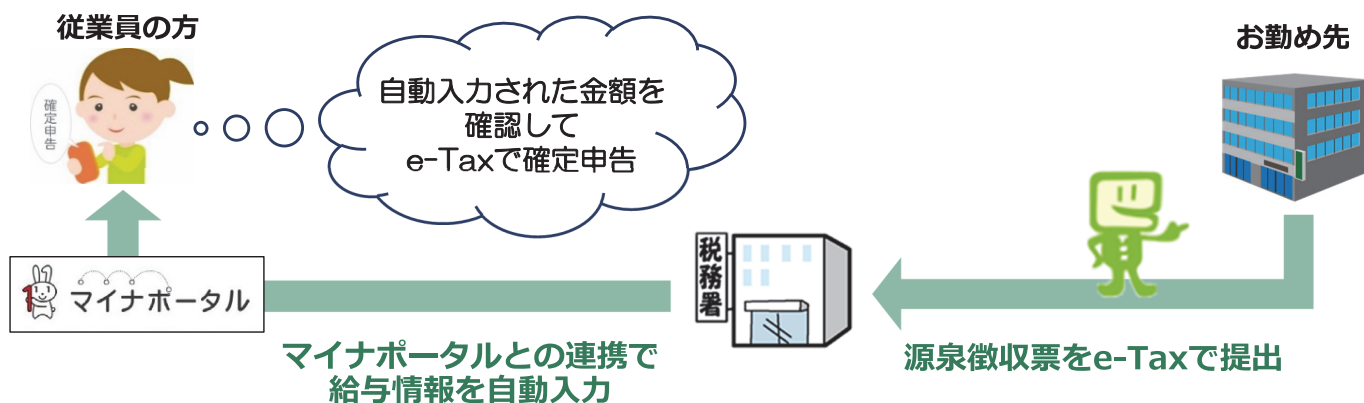 従業員の方
確定申告
自動入力された金額を
確認して
e-Taxで確定申告
お勤め先
マイナポータル
税務署
マイナポータルとの連携で
給与情報を自動入力
源泉徴収票をe-Taxで提出